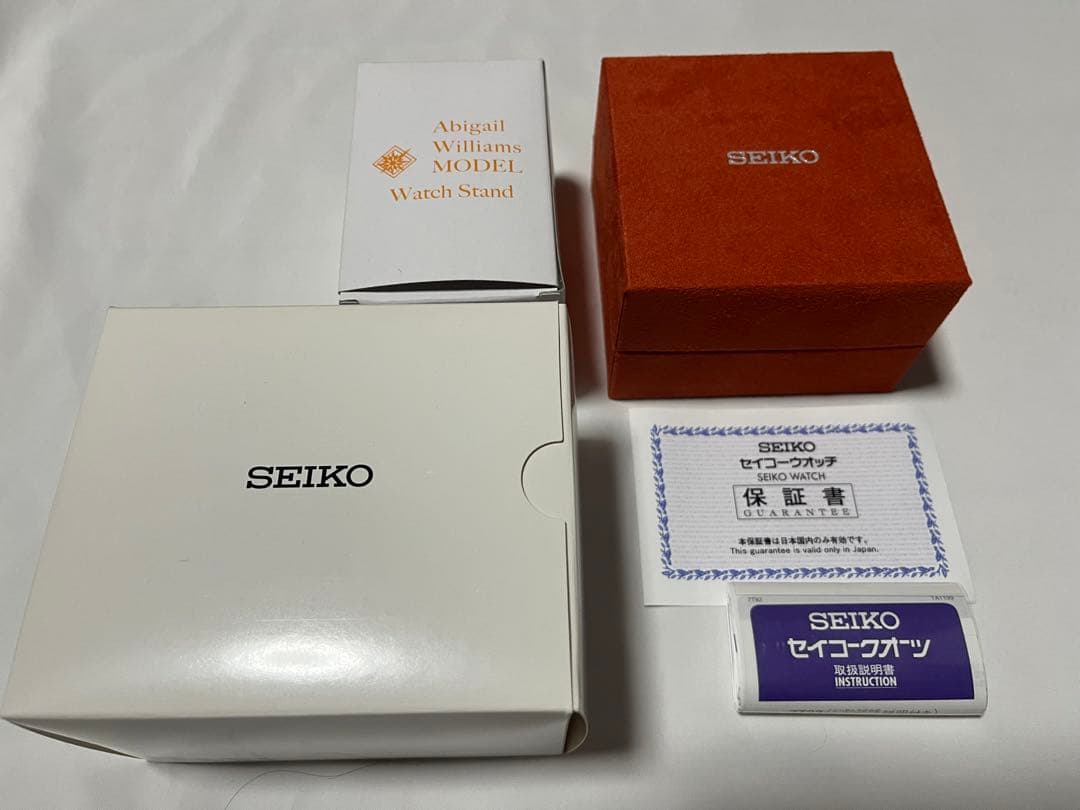 Abigail
Williams
MODEL
Watch Stand
SEIKO
SEIKO
SEIKO
セイコーウオッチ
SEIKO WATCH
保証書
GUARANTEE
本保証書は日本国内のみ有効です。
This guarantee is valid only in Japan.
7T92
TA1199
SEIKO
セイコークオーツ
取扱説明書
INSTRUCTION